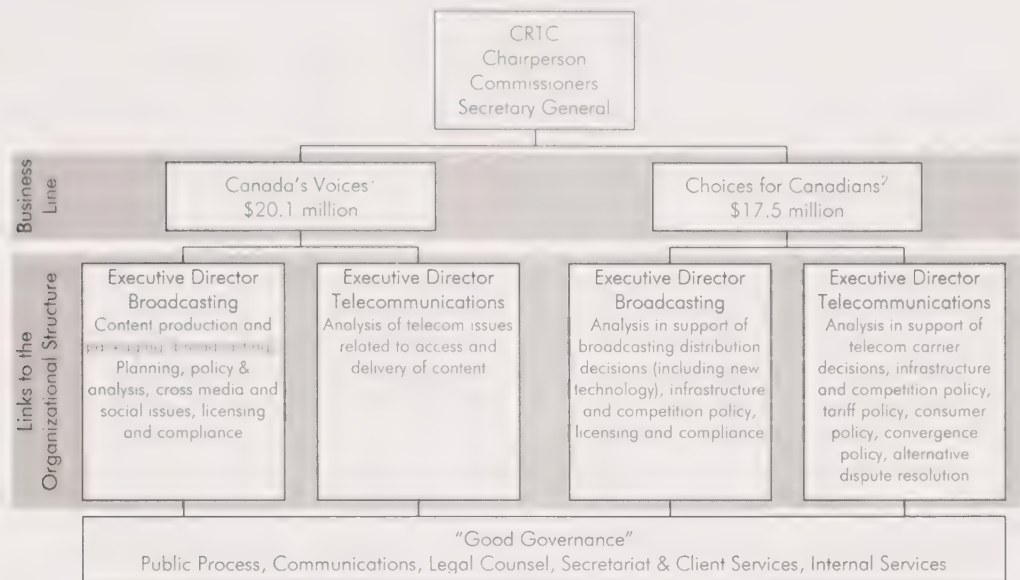 CRTC
Chairperson
Commissioners
Secretary General
Business
Line
Canada's Voices
$20.1 million
Choices for Canadians²
$17.5 million
Links to the
Organizational Structure
Executive Director
Broadcasting
Content production and
Planning, policy &
analysis, cross media and
social issues, licensing
and compliance
Executive Director
Telecommunications
Analysis of telecom issues
related to access and
delivery of content
Executive Director
Broadcasting
Analysis in support of
broadcasting distribution
decisions (including new
technology), infrastructure
and competition policy,
licensing and compliance
Executive Director
Telecommunications
Analysis in support of
telecom carrier
decisions, infrastructure
and competition policy,
tariff policy, consumer
policy, convergence
policy, alternative
dispute resolution
"Good Governance"
Public Process, Communications, Legal Counsel, Secretariat & Client Services, Internal Services